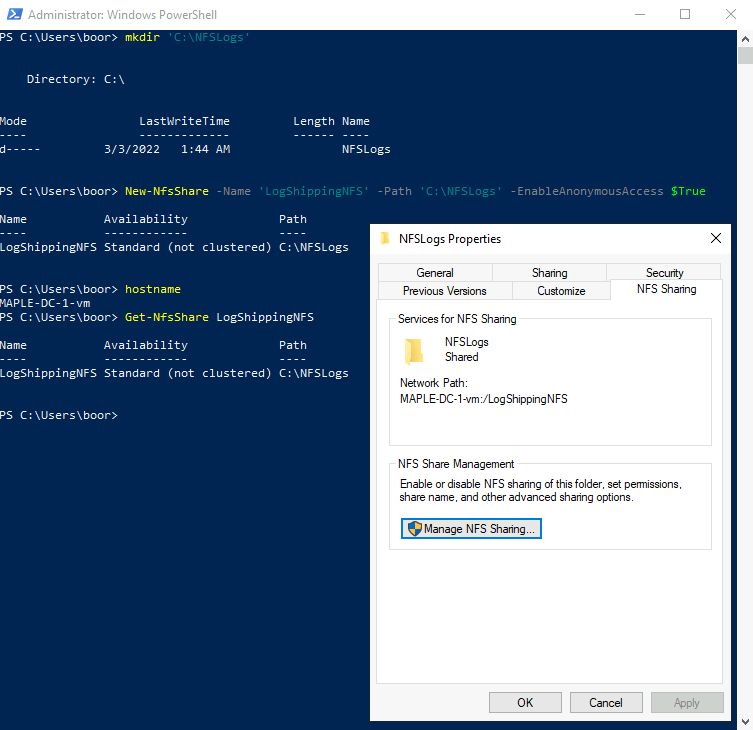 Administrator: Windows PowerShell
PS C:\Users\boor> mkdir 'C:\NFSLogs'
Directory: C:\
Mode LastWriteTime Length Name
---- ------------- ------ ----
d----- 3/3/2022 1:44 AM NFSLogs
PS C:\Users\boor> New-NfsShare -Name 'LogShippingNFS' -Path 'C:\NFSLogs' -EnableAnonymousAccess $True
Name Availability Path
---- ------------ ----
LogShippingNFS Standard (not clustered) C:\NFSLogs
PS C:\Users\boor> hostname
MAPLE-DC-1-vm
PS C:\Users\boor> Get-NfsShare LogShippingNFS
Name Availability Path
---- ------------ ----
LogShippingNFS Standard (not clustered) C:\NFSLogs
PS C:\Users\boor>
NFSLogs Properties
General Sharing Security
Previous Versions Customize NFS Sharing
Services for NFS Sharing
NFSLogs
Shared
Network Path:
MAPLE-DC-1-vm:/LogShippingNFS
NFS Share Management
Enable or disable NFS sharing of this folder, set permissions,
share name, and other advanced sharing options.
Manage NFS Sharing...
OK Cancel Apply